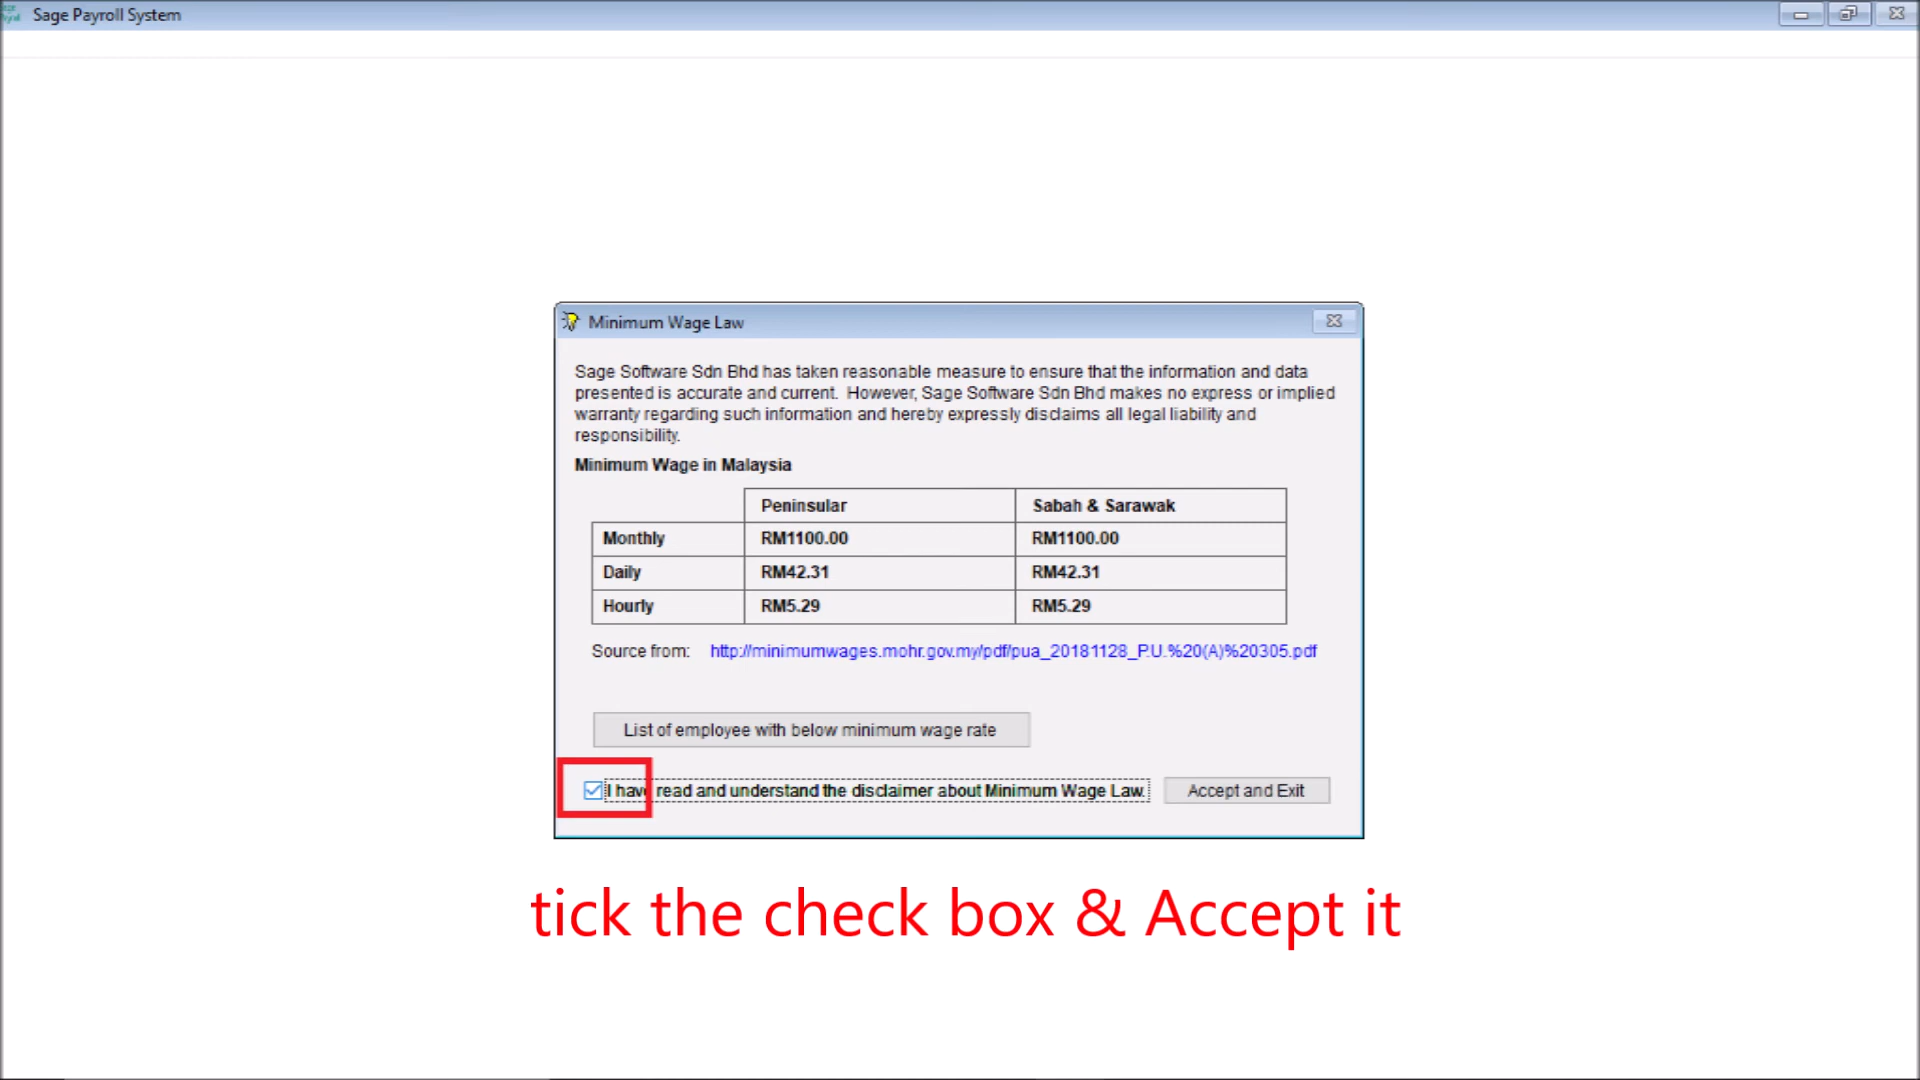 Sage Payroll System
Minimum Wage Law
Sage Software Sdn Bhd has taken reasonable measure to ensure that the information and data
presented is accurate and current. However, Sage Software Sdn Bhd makes no express or implied
warranty regarding such information and hereby expressly disclaims all legal liability and
responsibility.
Minimum Wage in Malaysia
Peninsular Sabah & Sarawak
Monthly RM1100.00 RM1100.00
Daily RM42.31 RM42.31
Hourly RM5.29 RM5.29
Source from: http://minimumwages.mohr.gov.my/pdf/pua_20181128_P.U.%20(A)%20305.pdf
List of employee with below minimum wage rate
I have read and understand the disclaimer about Minimum Wage Law. Accept and Exit
tick the check box & Accept it